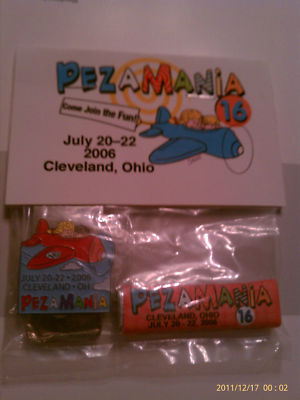 PEZAMANIA
16
Come Join the Fun!!
July 20–22
2006
Cleveland, Ohio
JULY 20-22 • 2006
CLEVELAND • OH
PEZAMANIA
PEZAMANIA
CLEVELAND, OHIO
JULY 20 - 22, 2006
16
2011/12/17 00:02